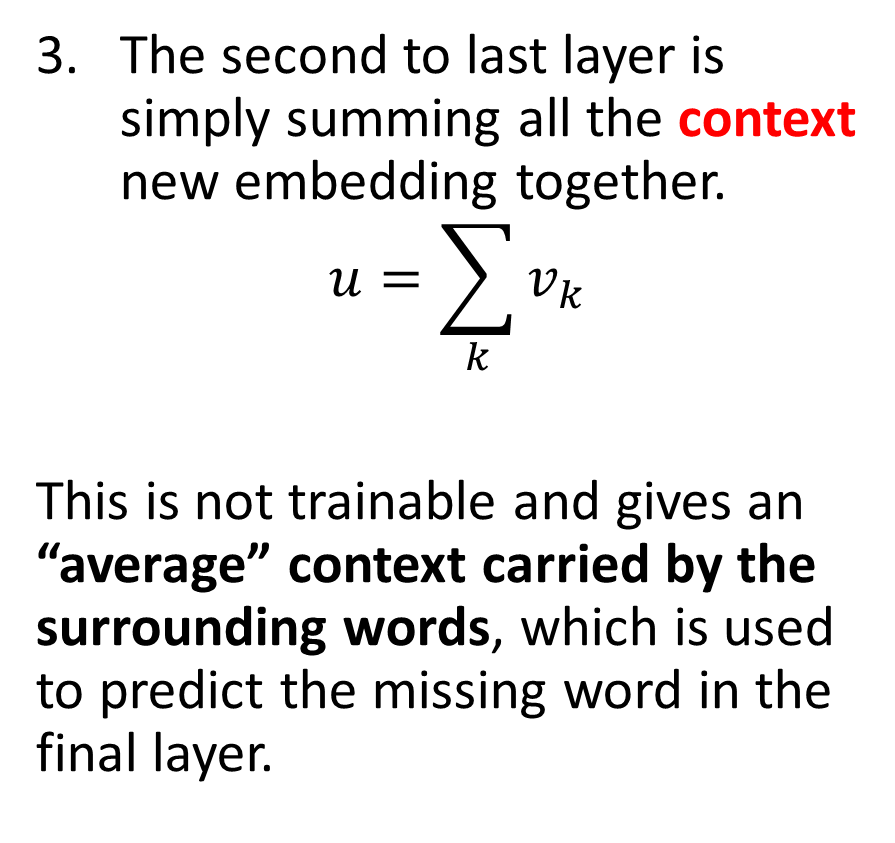 3. The second to last layer is
simply summing all the context
new embedding together.
u = ∑ v_k
k
This is not trainable and gives an
“average” context carried by the
surrounding words, which is used
to predict the missing word in the
final layer.